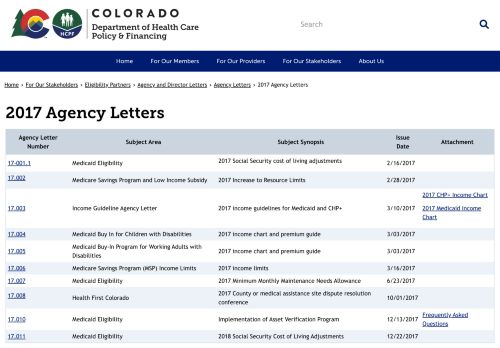 COLORADO
Department of Health Care
Policy & Financing
HCPF
Search
Home
For Our Members
For Our Providers
For Our Stakeholders
About Us
Home › For Our Stakeholders › Eligibility Partners › Agency and Director Letters › Agency Letters › 2017 Agency Letters
2017 Agency Letters
Agency Letter Number Subject Area Subject Synopsis Issue Date Attachment
17-001.1 Medicaid Eligibility 2017 Social Security cost of living adjustments 2/16/2017
17.002 Medicare Savings Program and Low Income Subsidy 2017 Increase to Resource Limits 2/28/2017
17.003 Income Guideline Agency Letter 2017 income guidelines for Medicaid and CHP+ 3/10/2017 2017 CHP+ Income Chart
2017 Medicaid Income Chart
17.004 Medicaid Buy In for Children with Disabilities 2017 income chart and premium guide 3/03/2017
17.005 Medicaid Buy-In Program for Working Adults with Disabilities 2017 income chart and premium guide 3/03/2017
17.006 Medicare Savings Program (MSP) Income Limits 2017 income limits 3/16/2017
17.007 Medicaid Eligibility 2017 Minimum Monthly Maintenance Needs Allowance 6/23/2017
17.008 Health First Colorado 2017 County or medical assistance site dispute resolution conference 10/01/2017
17.010 Medicaid Eligibility Implementation of Asset Verification Program 12/13/2017 Frequently Asked Questions
17.011 Medicaid Eligibility 2018 Social Security Cost of Living Adjustments 12/22/2017